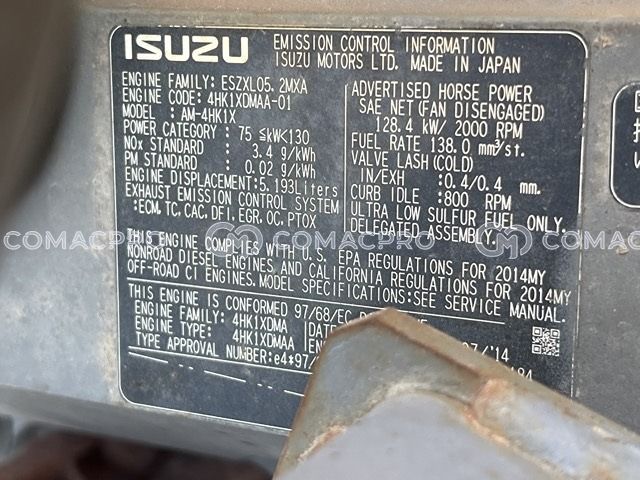 ISUZU
EMISSION CONTROL INFORMATION
ISUZU MOTORS LTD. MADE IN JAPAN
ENGINE FAMILY: ESZXL05.2MXA
ENGINE CODE: 4HK1XDMAA-01
MODEL : AM-4HK1X
POWER CATEGORY : 75 ≦kW<130
NOx STANDARD : 3.4 g/kWh
PM STANDARD : 0.02 g/kWh
ENGINE DISPLACEMENT:5.193Liters
EXHAUST EMISSION CONTROL SYSTEM
:ECM,TC,CAC,DFI,EGR,OC,PTOX
ADVERTISED HORSE POWER
SAE NET(FAN DISENGAGED)
128.4 kW/ 2000 RPM
FUEL RATE 138.0 mm³/st.
VALVE LASH(COLD)
IN/EXH :0.4/0.4 mm.
CURB IDLE :800 RPM
ULTRA LOW SULFUR FUEL ONLY.
DELEGATED ASSEMBLY.
COMACPRO COMACPRO COMACPRO
THIS ENGINE COMPLIES WITH U.S. EPA REGULATIONS FOR 2014MY
NONROAD DIESEL ENGINES AND CALIFORNIA REGULATIONS FOR 2014MY
OFF-ROAD CI ENGINES. MODEL SPECIFICATIONS:SEE SERVICE MANUAL.
THIS ENGINE IS CONFORMED 97/68/EC
ENGINE FAMILY: 4HK1XDMA DATE
ENGINE TYPE: 4HK1XDMAA
/'14
TYPE APPROVAL NUMBER:e4*97/
184